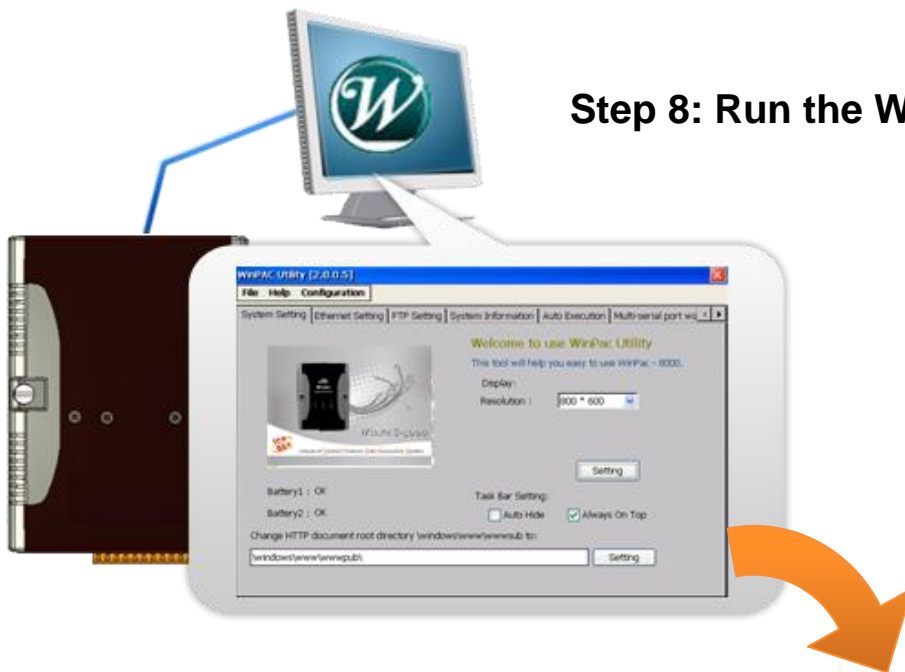 Step 8: Run the W
WinPAC Utility [2.0.0.5]
File Help Configuration
System Setting Ethernet Setting FTP Setting System Information Auto Execution Multi-serial port wo
Welcome to use WinPac Utility
This tool will help you easy to use WinPac - 8000.
Display:
Resolution : 800 * 600
Setting
Battery1 : OK
Battery2 : OK
Task Bar Setting:
Auto Hide Always On Top
Change HTTP document root directory \windows\www\wwwpub to:
\windows\www\wwwpub\
Setting